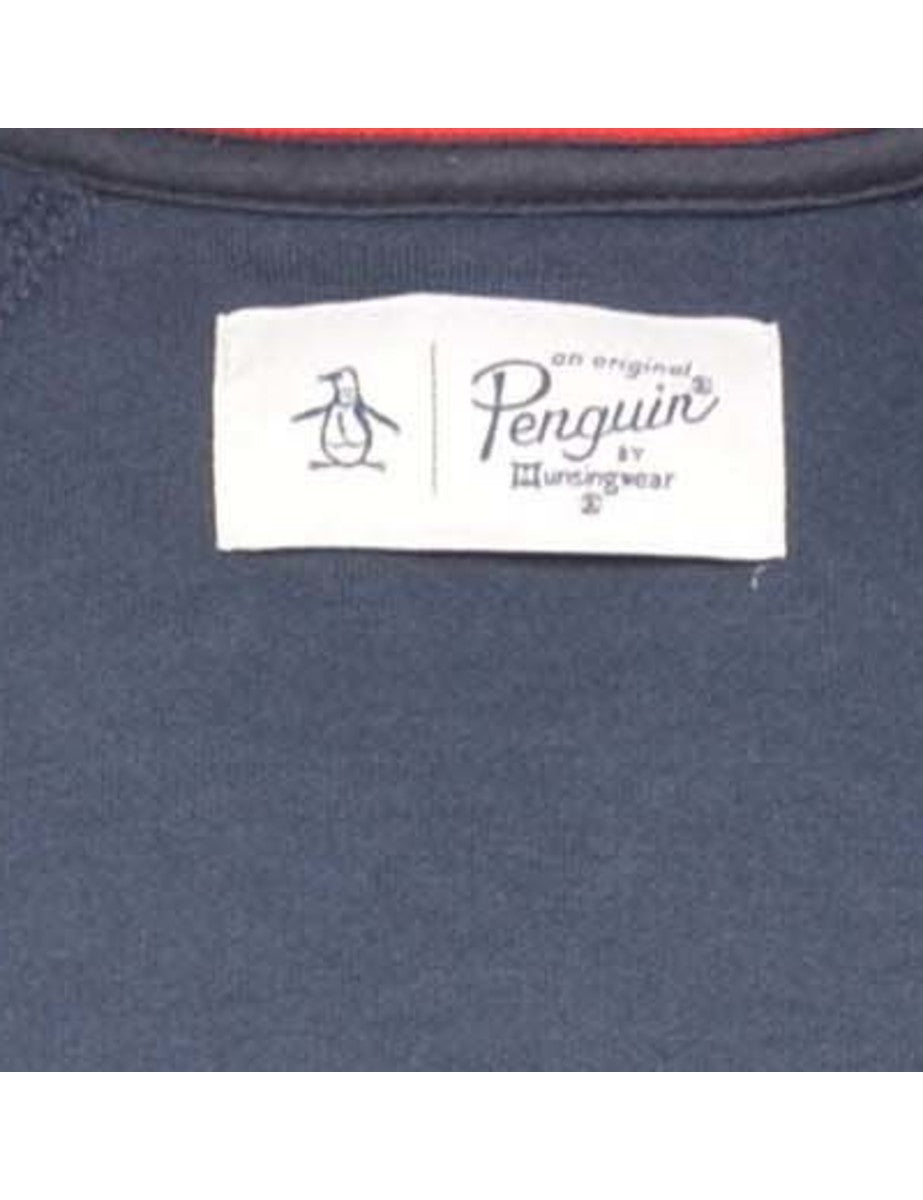 an original
Penguin®
BY
Munsingwear
®